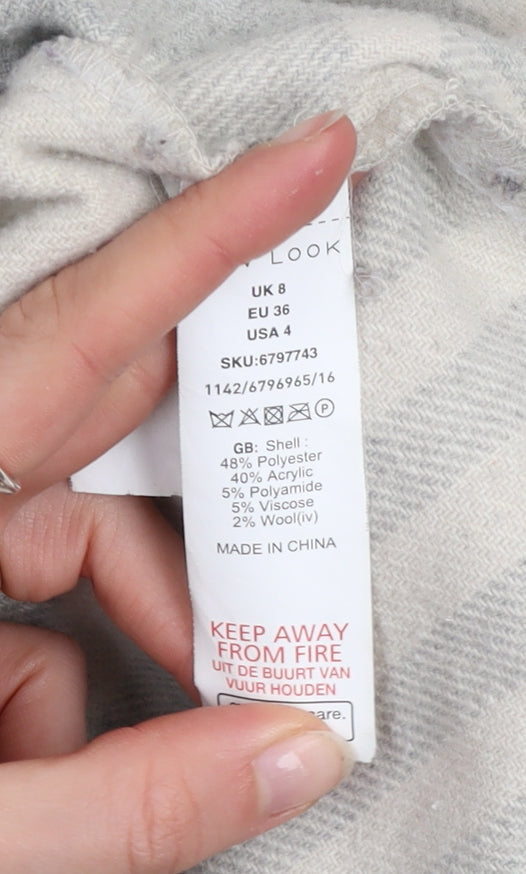 LOOK
UK 8
EU 36
USA 4
SKU:6797743
1142/6796965/16
P
GB: Shell :
48% Polyester
40% Acrylic
5% Polyamide
5% Viscose
2% Wool(iv)
MADE IN CHINA
KEEP AWAY
FROM FIRE
UIT DE BUURT VAN
VUUR HOUDEN